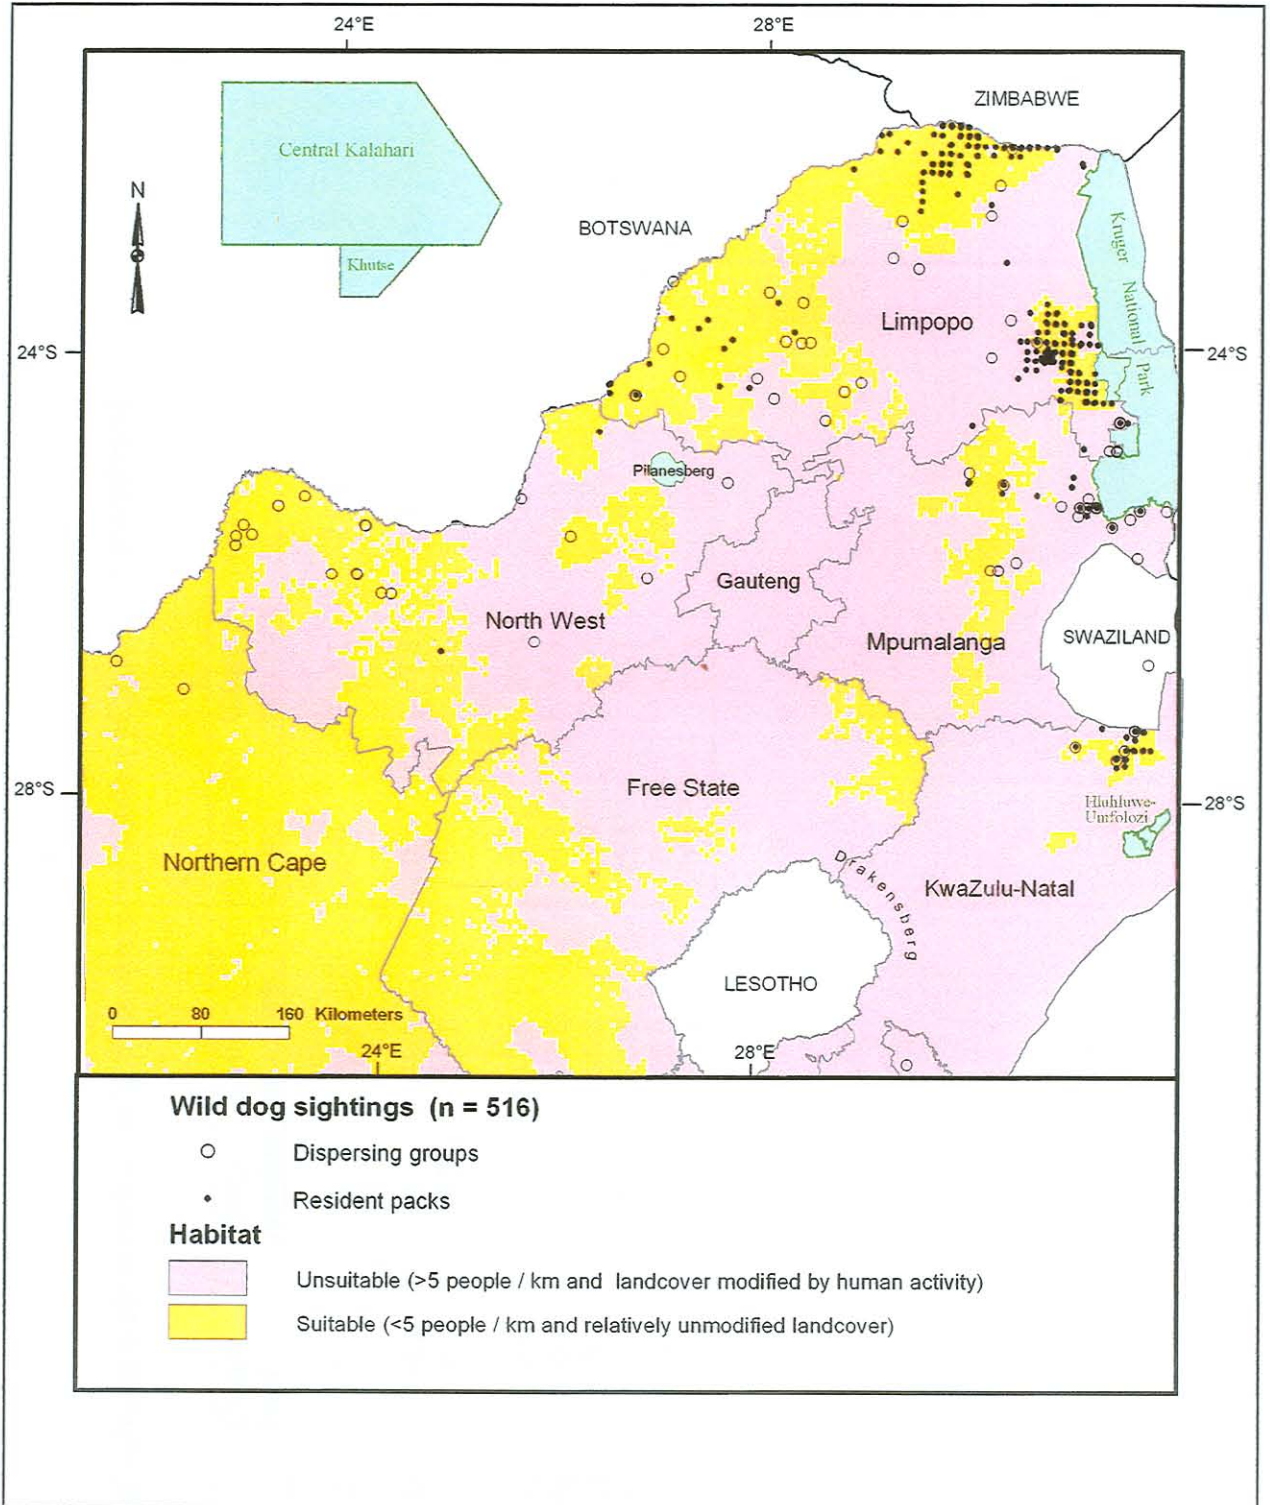 24°E 28°E
ZIMBABWE
Central Kalahari
N
BOTSWANA
Khutse
Kruger National Park
Limpopo
24°S 24°S
Pilanesberg
Gauteng
North West
Mpumalanga
SWAZILAND
28°S 28°S
Free State
Hluhluwe-
Umfolozi
Northern Cape
Drakensberg
KwaZulu-Natal
LESOTHO
0 80 160 Kilometers
24°E 28°E
Wild dog sightings (n = 516)
Dispersing groups
Resident packs
Habitat
Unsuitable (>5 people / km and landcover modified by human activity)
Suitable (<5 people / km and relatively unmodified landcover)